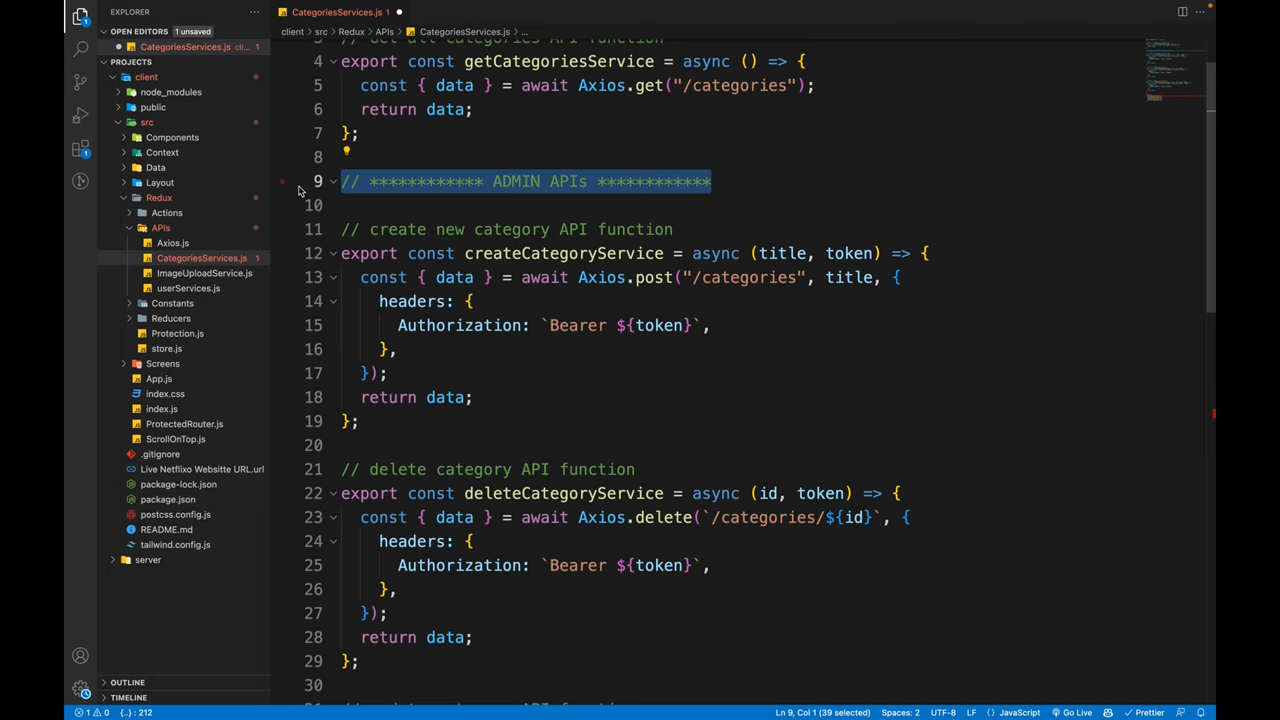 EXPLORER
CategoriesServices.js 1
OPEN EDITORS 1 unsaved
CategoriesServices.js cli... 1
PROJECTS
client
node_modules
public
src
Components
Context
Data
Layout
Redux
Actions
APIs
Axios.js
CategoriesServices.js 1
ImageUploadService.js
userServices.js
Constants
Reducers
Protection.js
store.js
Screens
App.js
index.css
index.js
ProtectedRouter.js
ScrollOnTop.js
.gitignore
Live Netflixo Websitte URL.url
package-lock.json
package.json
postcss.config.js
README.md
tailwind.config.js
server
OUTLINE
TIMELINE
client > src > Redux > APIs > CategoriesServices.js > ...
3 // Get all categories API function
4 export const getCategoriesService = async () => {
5 const { data } = await Axios.get("/categories");
6 return data;
7 };
8
9 // ************ ADMIN APIs ************
10
11 // create new category API function
12 export const createCategoryService = async (title, token) => {
13 const { data } = await Axios.post("/categories", title, {
14 headers: {
15 Authorization: `Bearer ${token}`,
16 },
17 });
18 return data;
19 };
20
21 // delete category API function
22 export const deleteCategoryService = async (id, token) => {
23 const { data } = await Axios.delete(`/categories/${id}`, {
24 headers: {
25 Authorization: `Bearer ${token}`,
26 },
27 });
28 return data;
29 };
30
1 0 {..} : 212
Ln 9, Col 1 (39 selected) Spaces: 2 UTF-8 LF {} JavaScript Go Live Prettier